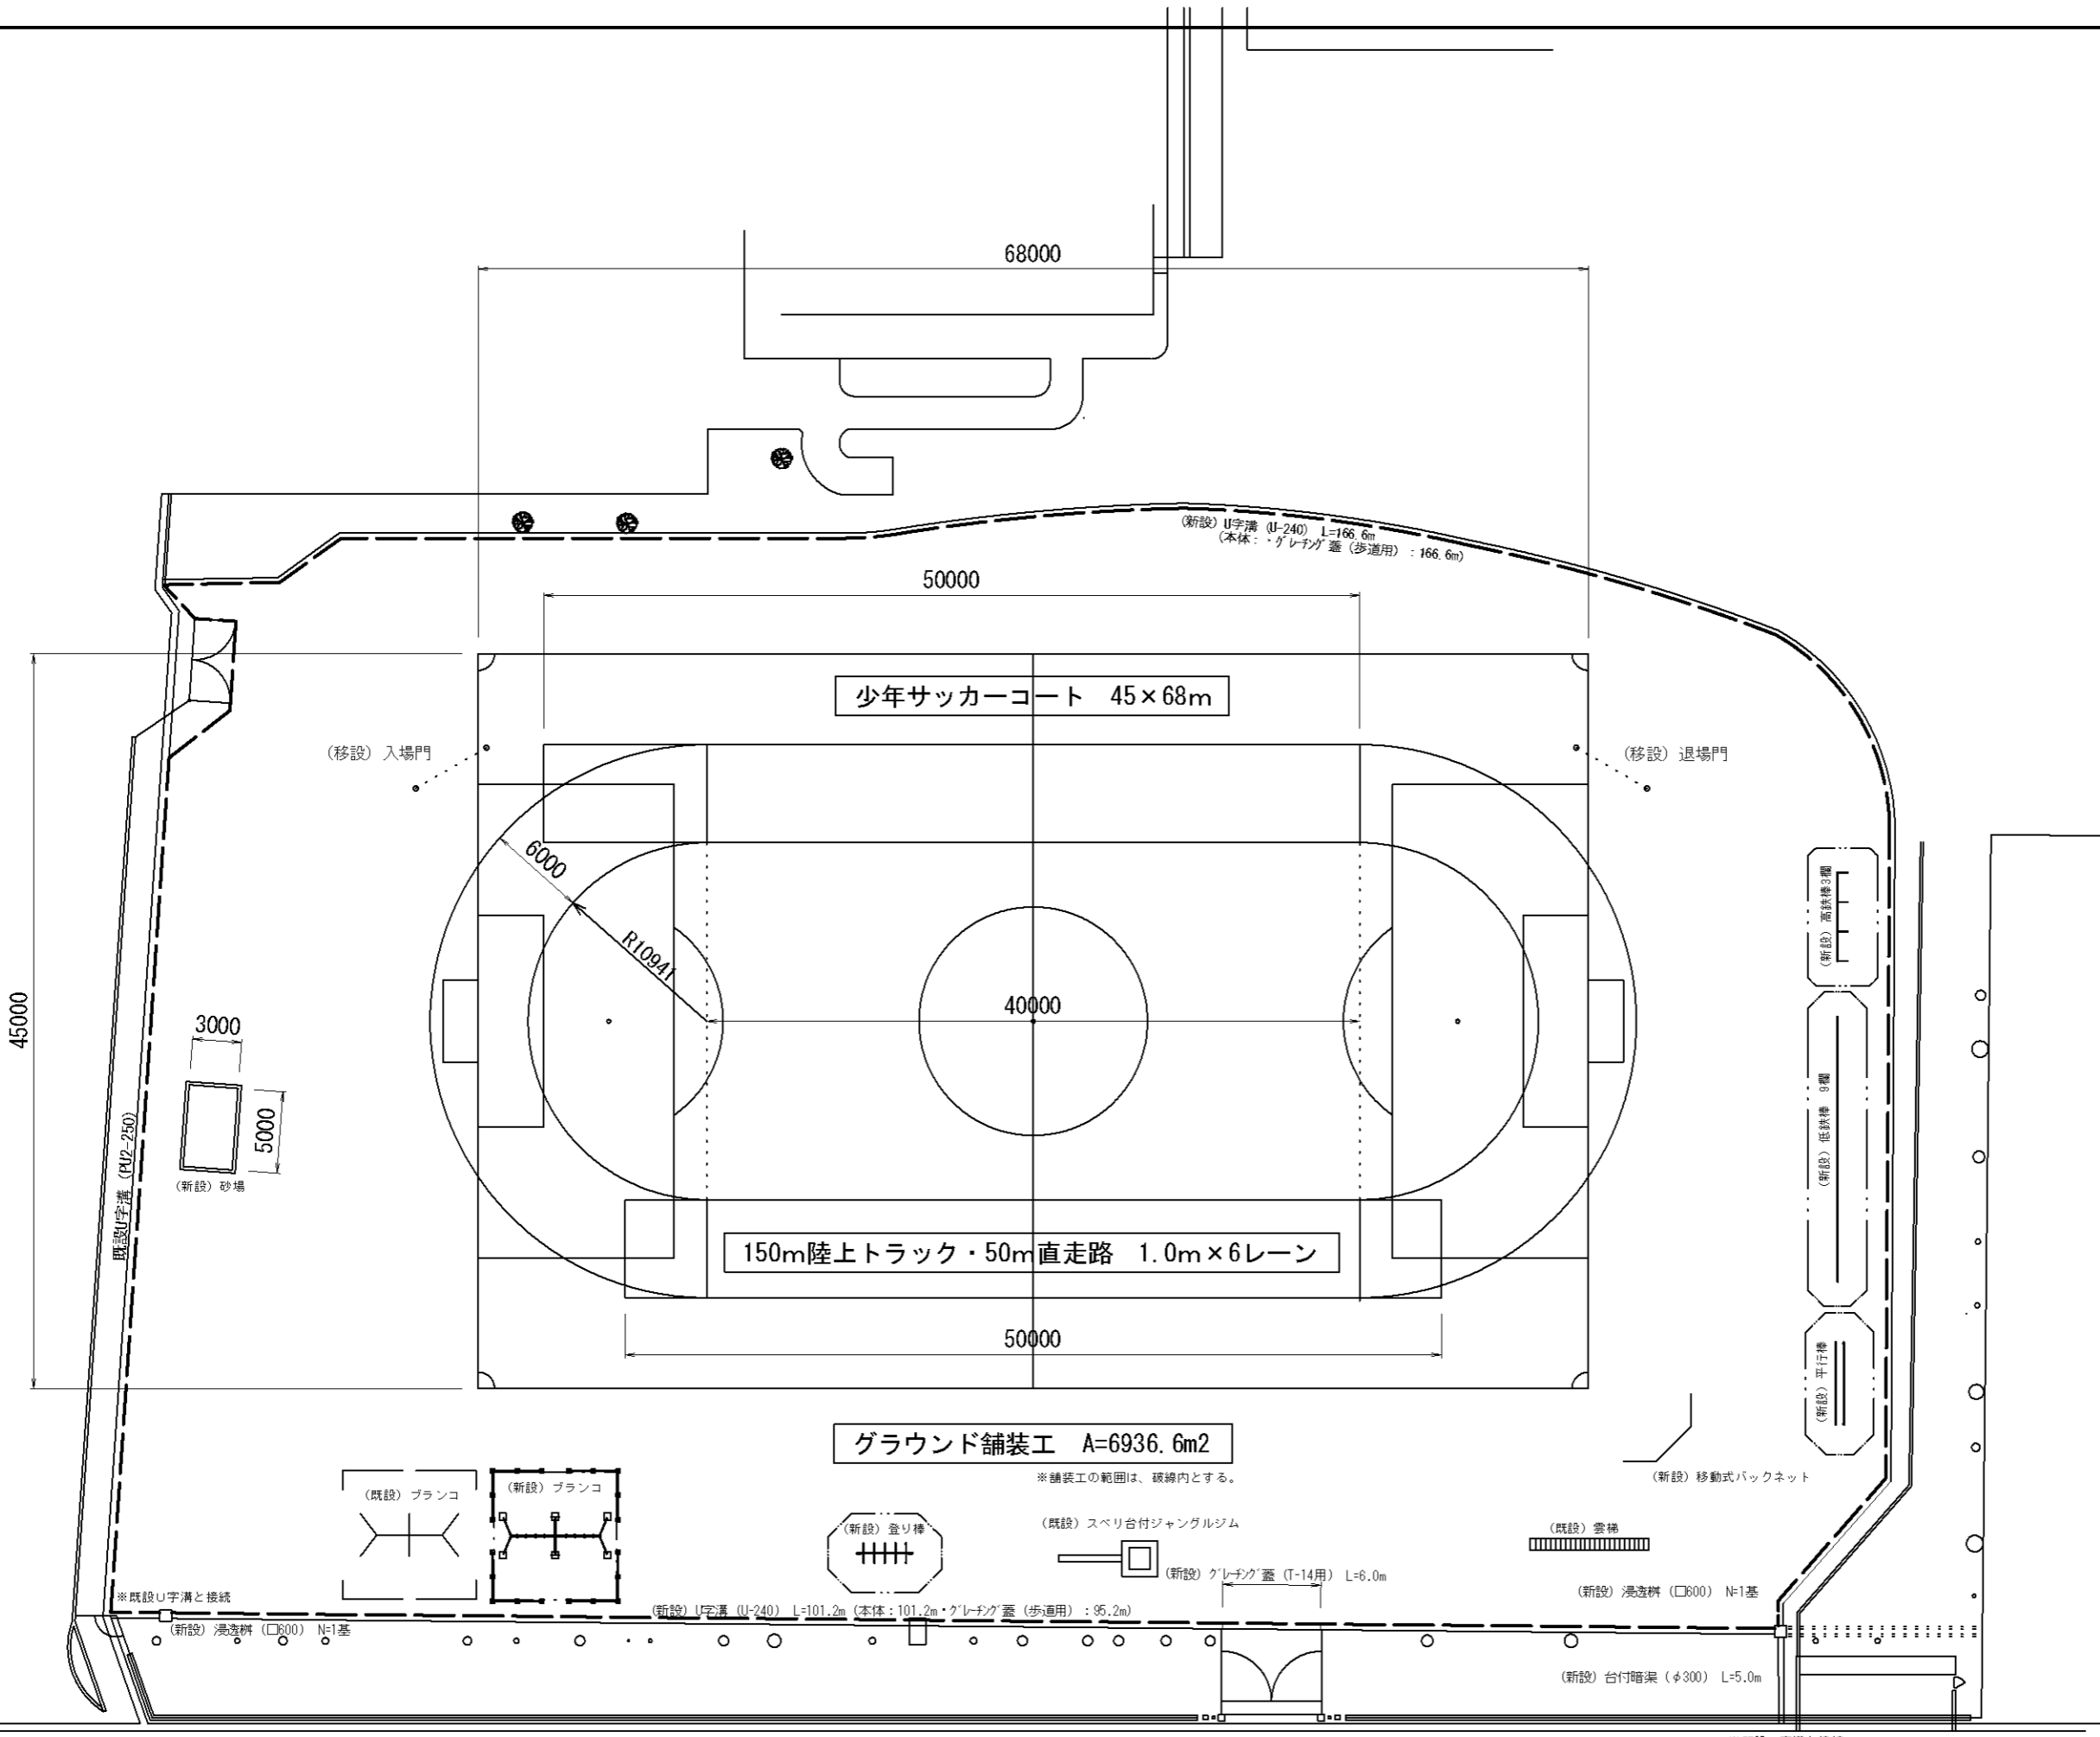 68000
(新設) U字溝 (U-240) L=166.6m
(本体：・グレーチング蓋 (歩道用) ：166.6m)
50000
少年サッカーコート 45×68m
(移設) 入場門
(移設) 退場門
6000
R10941
40000
45000
3000
5000
(新設) 砂場
既設U字溝 (PU2-250)
(新設) 高鉄棒3欄
(新設) 低鉄棒 9欄
(新設) 平行棒
150m陸上トラック・50m直走路 1.0m×6レーン
50000
グラウンド舗装工 A=6936.6m2
※舗装工の範囲は、破線内とする。
(新設) 移動式バックネット
(既設) ブランコ
(新設) ブランコ
(新設) 登り棒
(既設) スベリ台付ジャングルジム
(既設) 雲梯
(新設) グレーチング蓋 (T-14用) L=6.0m
(新設) 浸透桝 (□600) N=1基
※既設U字溝と接続
(新設) U字溝 (U-240) L=101.2m (本体：101.2m・グレーチング蓋 (歩道用) ：95.2m)
(新設) 浸透桝 (□600) N=1基
(新設) 台付暗渠 (φ300) L=5.0m